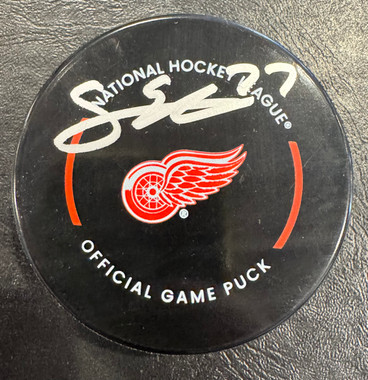 NATIONAL HOCKEY LEAGUE®
®
OFFICIAL GAME PUCK